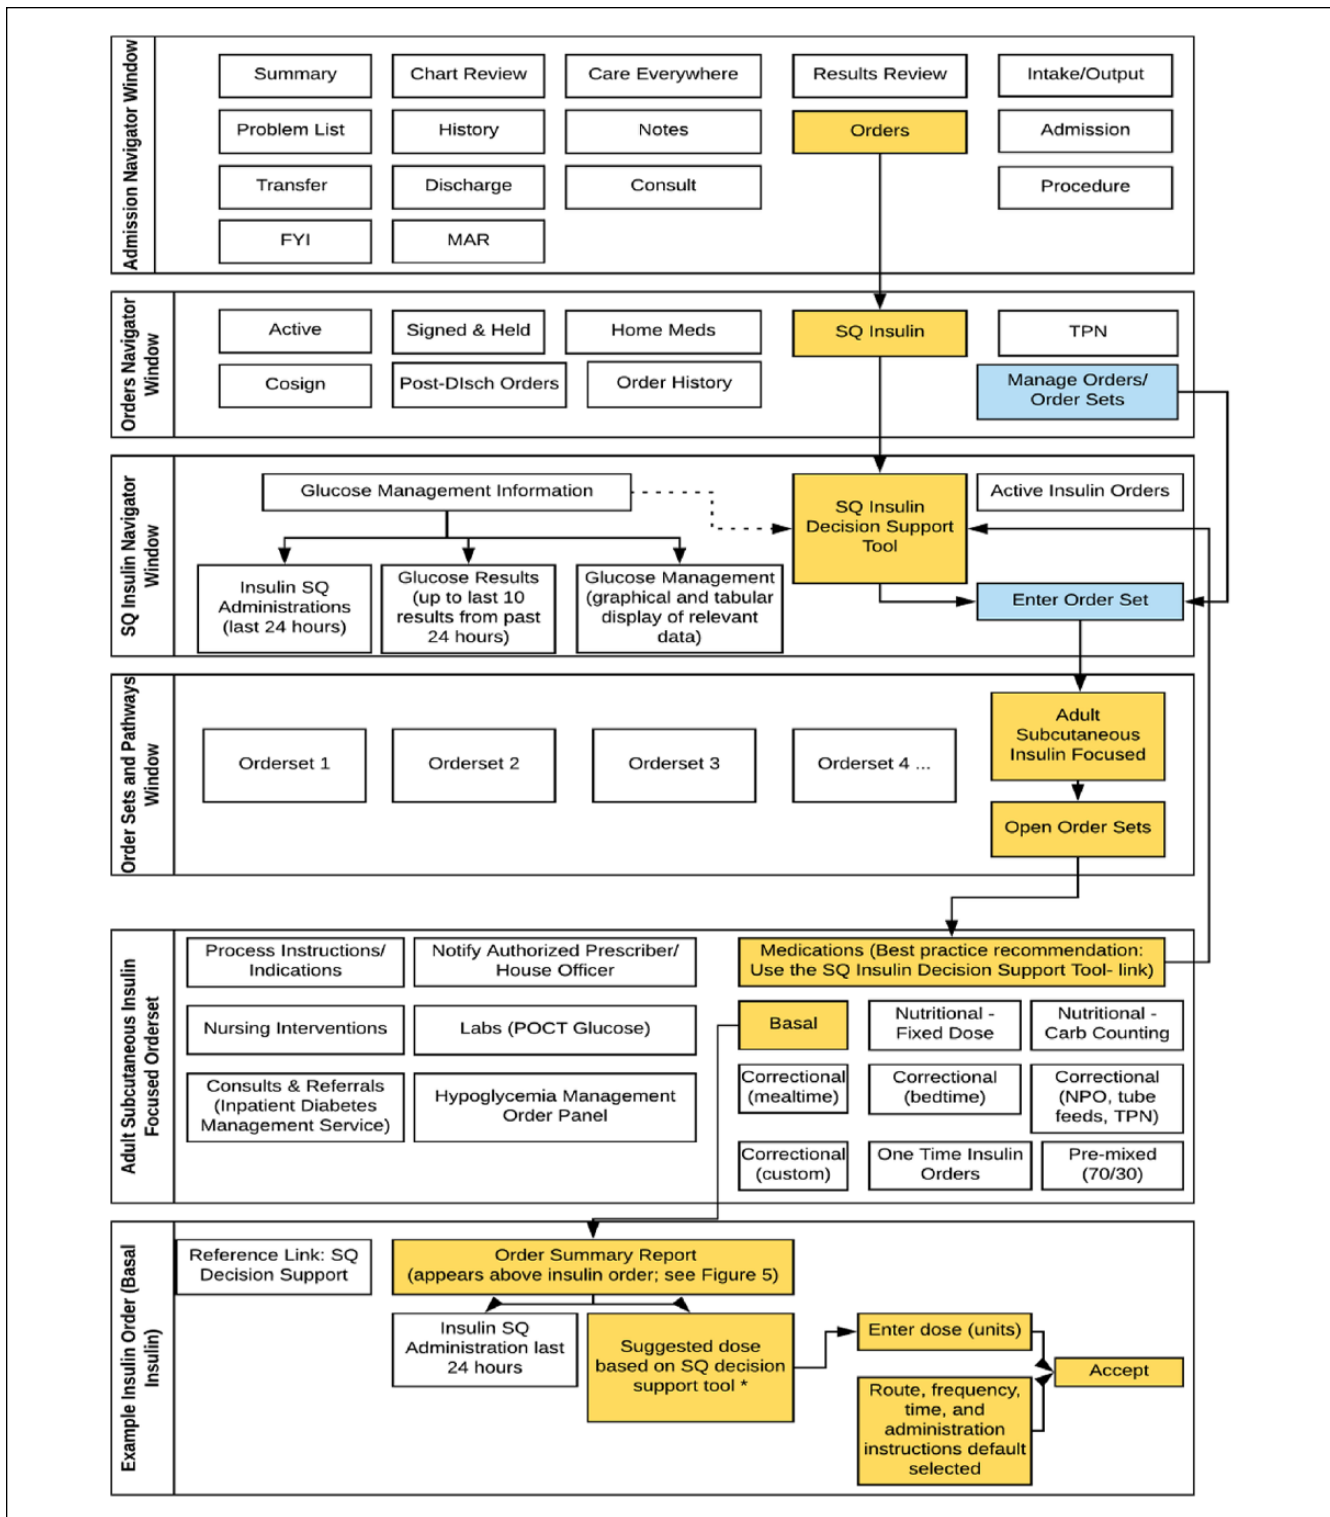 Admission Navigator Window
Summary
Chart Review
Care Everywhere
Results Review
Intake/Output
Problem List
History
Notes
Orders
Admission
Transfer
Discharge
Consult
Procedure
FYI
MAR
Orders Navigator
Window
Active
Signed & Held
Home Meds
SQ Insulin
TPN
Cosign
Post-DIsch Orders
Order History
Manage Orders/
Order Sets
SQ Insulin Navigator
Window
Glucose Management Information
SQ Insulin
Decision Support
Tool
Active Insulin Orders
Insulin SQ
Administrations
(last 24 hours)
Glucose Results
(up to last 10
results from past
24 hours)
Glucose Management
(graphical and tabular
display of relevant
data)
Enter Order Set
Order Sets and Pathways
Window
Orderset 1
Orderset 2
Orderset 3
Orderset 4 ...
Adult
Subcutaneous
Insulin Focused
Open Order Sets
Adult Subcutaneous Insulin
Focused Orderset
Process Instructions/
Indications
Notify Authorized Prescriber/
House Officer
Medications (Best practice recommendation:
Use the SQ Insulin Decision Support Tool- link)
Nursing Interventions
Labs (POCT Glucose)
Basal
Nutritional -
Fixed Dose
Nutritional -
Carb Counting
Consults & Referrals
(Inpatient Diabetes
Management Service)
Hypoglycemia Management
Order Panel
Correctional
(mealtime)
Correctional
(bedtime)
Correctional
(NPO, tube
feeds, TPN)
Correctional
(custom)
One Time Insulin
Orders
Pre-mixed
(70/30)
Example Insulin Order (Basal
Insulin)
Reference Link: SQ
Decision Support
Order Summary Report
(appears above insulin order; see Figure 5)
Insulin SQ
Administration last
24 hours
Suggested dose
based on SQ decision
support tool *
Enter dose (units)
Route, frequency,
time, and
administration
instructions default
selected
Accept